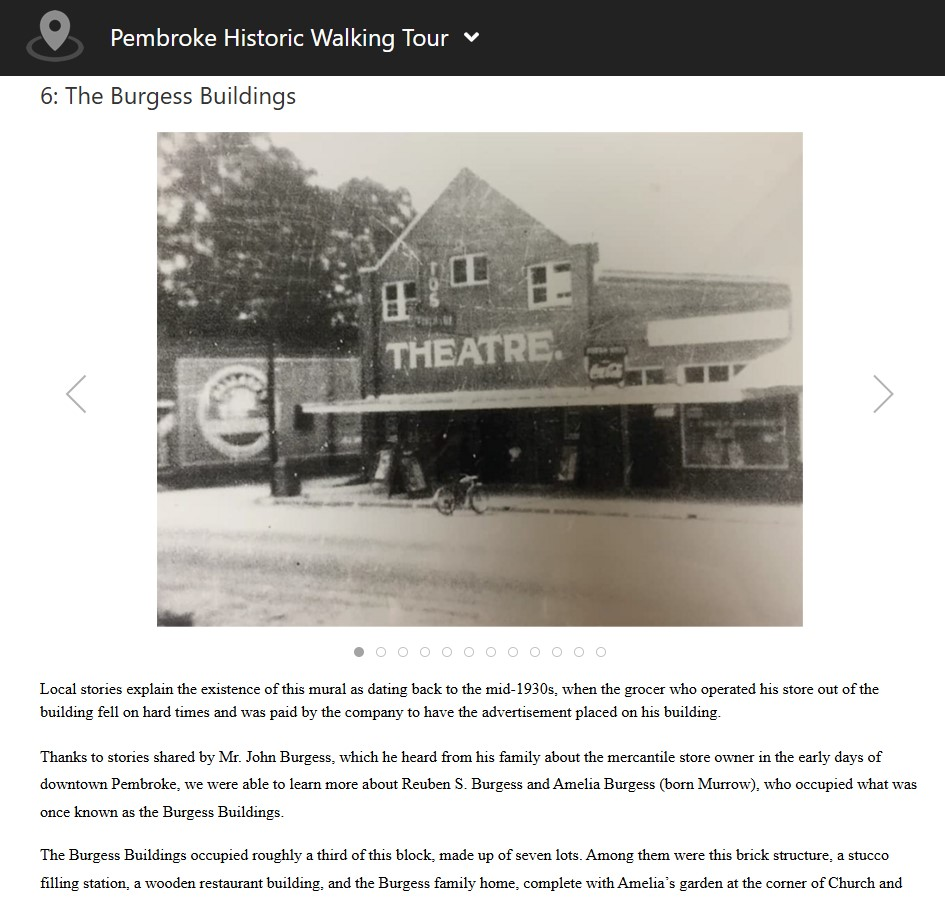 Pembroke Historic Walking Tour
6: The Burgess Buildings
THEATRE.
Coca-Cola
Local stories explain the existence of this mural as dating back to the mid-1930s, when the grocer who operated his store out of the
building fell on hard times and was paid by the company to have the advertisement placed on his building.
Thanks to stories shared by Mr. John Burgess, which he heard from his family about the mercantile store owner in the early days of
downtown Pembroke, we were able to learn more about Reuben S. Burgess and Amelia Burgess (born Murrow), who occupied what was
once known as the Burgess Buildings.
The Burgess Buildings occupied roughly a third of this block, made up of seven lots. Among them were this brick structure, a stucco
filling station, a wooden restaurant building, and the Burgess family home, complete with Amelia’s garden at the corner of Church and